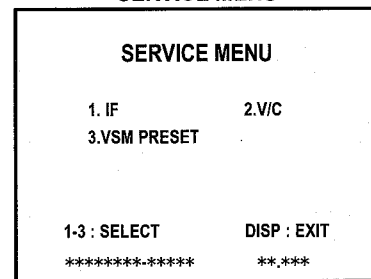 SERVICE MENU
1. IF 2.V/C
3.VSM PRESET
1-3 : SELECT DISP : EXIT
********-***** **.***